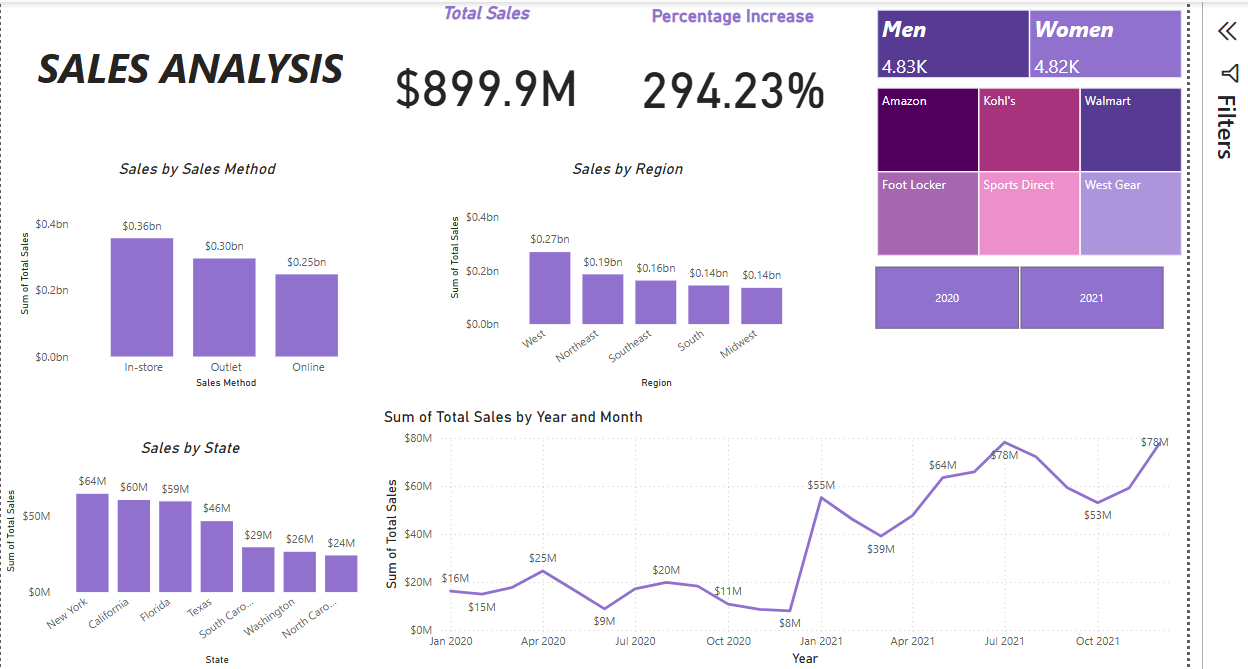 SALES ANALYSIS
Total Sales
$899.9M
Percentage Increase
294.23%
Men
4.83K
Women
4.82K
Amazon
Kohl's
Walmart
Foot Locker
Sports Direct
West Gear
2020
2021
Filters
Sales by Sales Method
Sum of Total Sales
$0.4bn
$0.2bn
$0.0bn
$0.36bn
$0.30bn
$0.25bn
In-store
Outlet
Online
Sales Method
Sales by Region
Sum of Total Sales
$0.4bn
$0.2bn
$0.0bn
$0.27bn
$0.19bn
$0.16bn
$0.14bn
$0.14bn
West
Northeast
Southeast
South
Midwest
Region
Sales by State
Sum of Total Sales
$50M
$0M
$64M
$60M
$59M
$46M
$29M
$26M
$24M
New York
California
Florida
Texas
South Caro...
Washington
North Caro...
State
Sum of Total Sales by Year and Month
Sum of Total Sales
$80M
$60M
$40M
$20M
$0M
$16M
$15M
$25M
$9M
$20M
$11M
$8M
$55M
$39M
$64M
$78M
$53M
$78M
Jan 2020
Apr 2020
Jul 2020
Oct 2020
Jan 2021
Apr 2021
Jul 2021
Oct 2021
Year